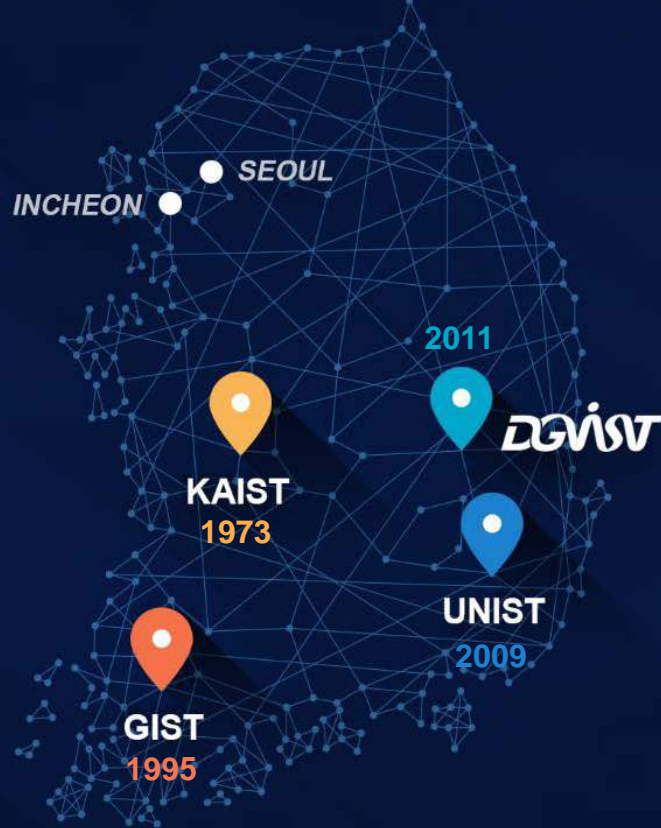 SEOUL
INCHEON
2011
DGIST
KAIST
1973
UNIST
2009
GIST
1995